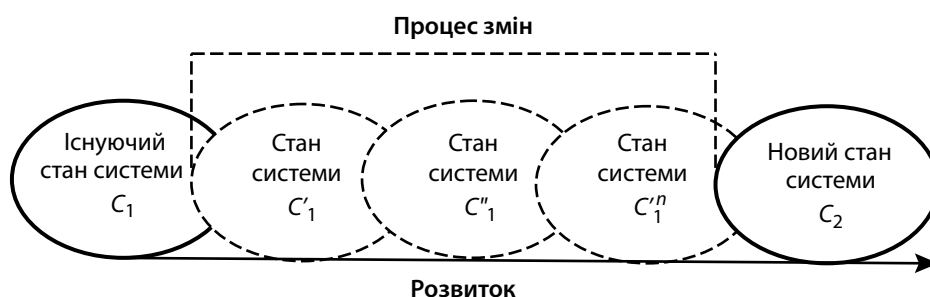 Процес змін
Існуючий
стан системи
C₁
Стан
системи
C′₁
Стан
системи
C″₁
Стан
системи
C′₁ⁿ
Новий стан
системи
C₂
Розвиток